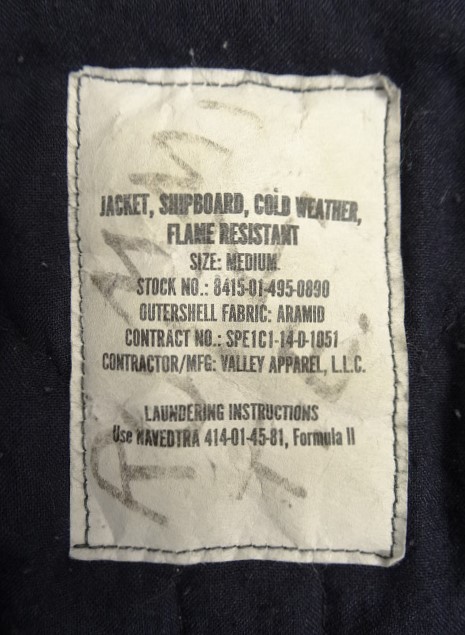 JACKET, SHIPBOARD, COLD WEATHER,
FLAME RESISTANT
SIZE: MEDIUM.
STOCK NO.: 8415-01-495-0890
OUTERSHELL FABRIC: ARAMID
CONTRACT NO.: SPE1C1-14-D-1051
CONTRACTOR/MFG: VALLEY APPAREL, L.L.C.
LAUNDERING INSTRUCTIONS
Use NAVEDTRA 414-01-45-81, Formula II